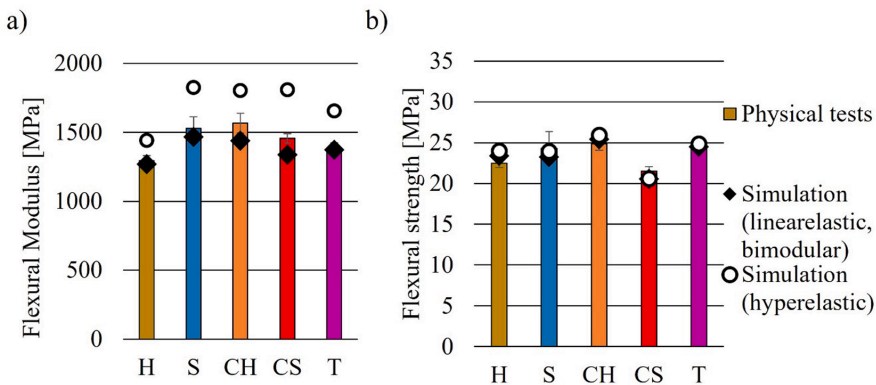 a)
Flexural Modulus [MPa]
2000
1500
1000
500
0
H S CH CS T
b)
Flexural strength [MPa]
35
30
25
20
15
10
5
0
H S CH CS T
Physical tests
Simulation
(linearelastic,
bimodular)
Simulation
(hyperelastic)